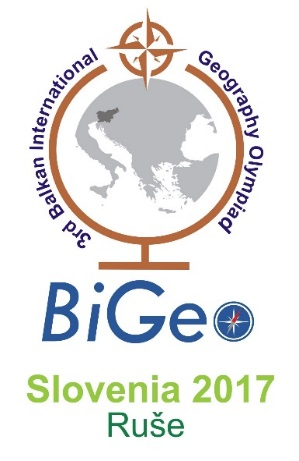 3rd Balkan International Geography Olympiad
BiGeo
Slovenia 2017
Ruše